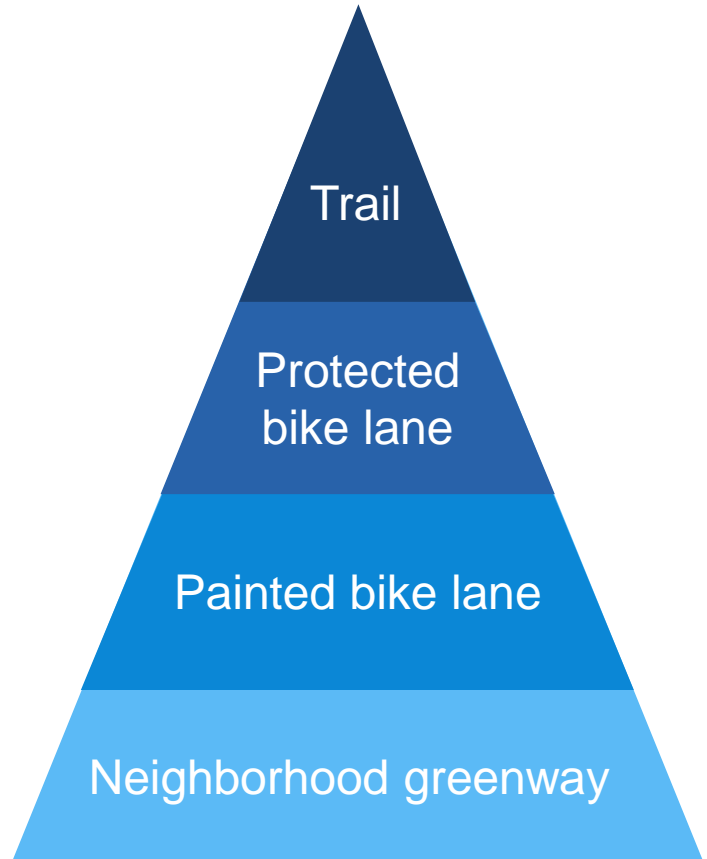 Trail
Protected
bike lane
Painted bike lane
Neighborhood greenway